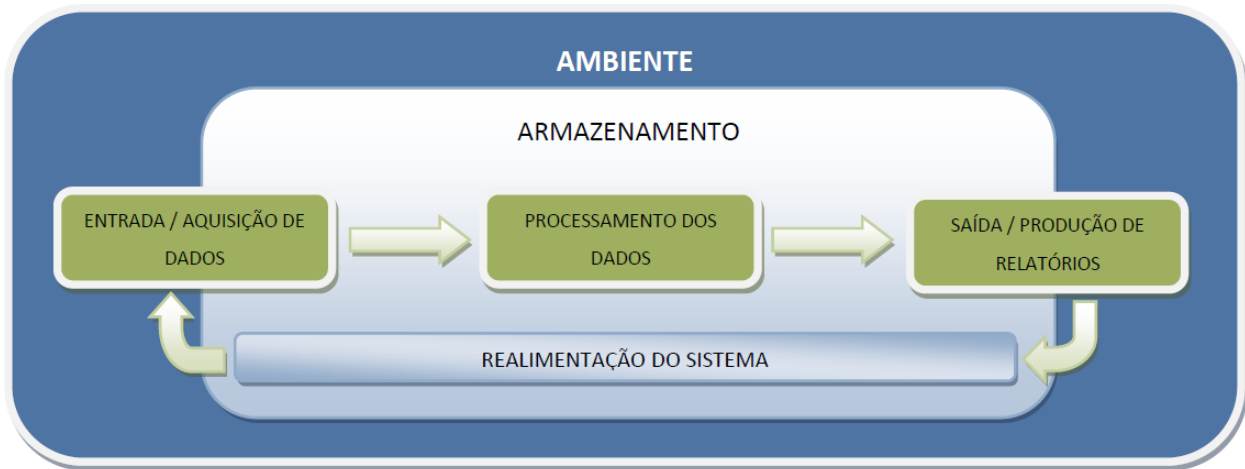 AMBIENTE
ARMAZENAMENTO
ENTRADA / AQUISIÇÃO DE
DADOS
PROCESSAMENTO DOS
DADOS
SAÍDA / PRODUÇÃO DE
RELATÓRIOS
REALIMENTAÇÃO DO SISTEMA